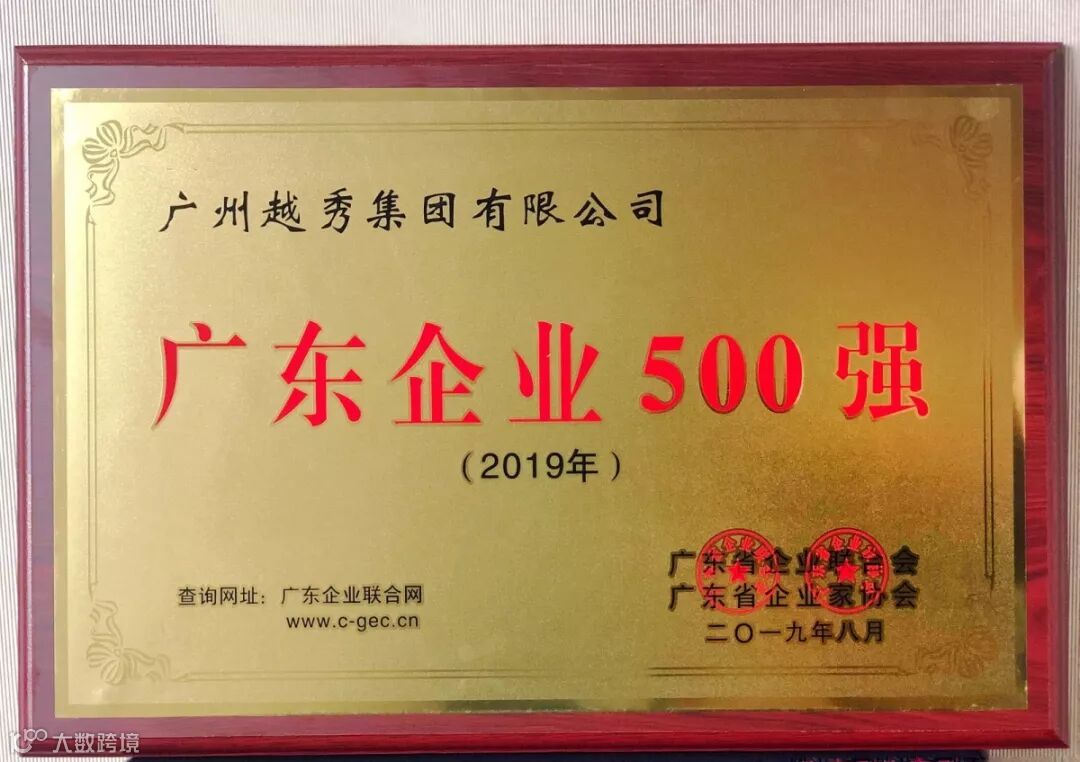 广州越秀集团有限公司
广东企业500强
（2019年）
查询网址：广东企业联合网
www.c-gec.cn
广东省企业联合会
广东省企业家协会
二〇一九年八月
大数跨境